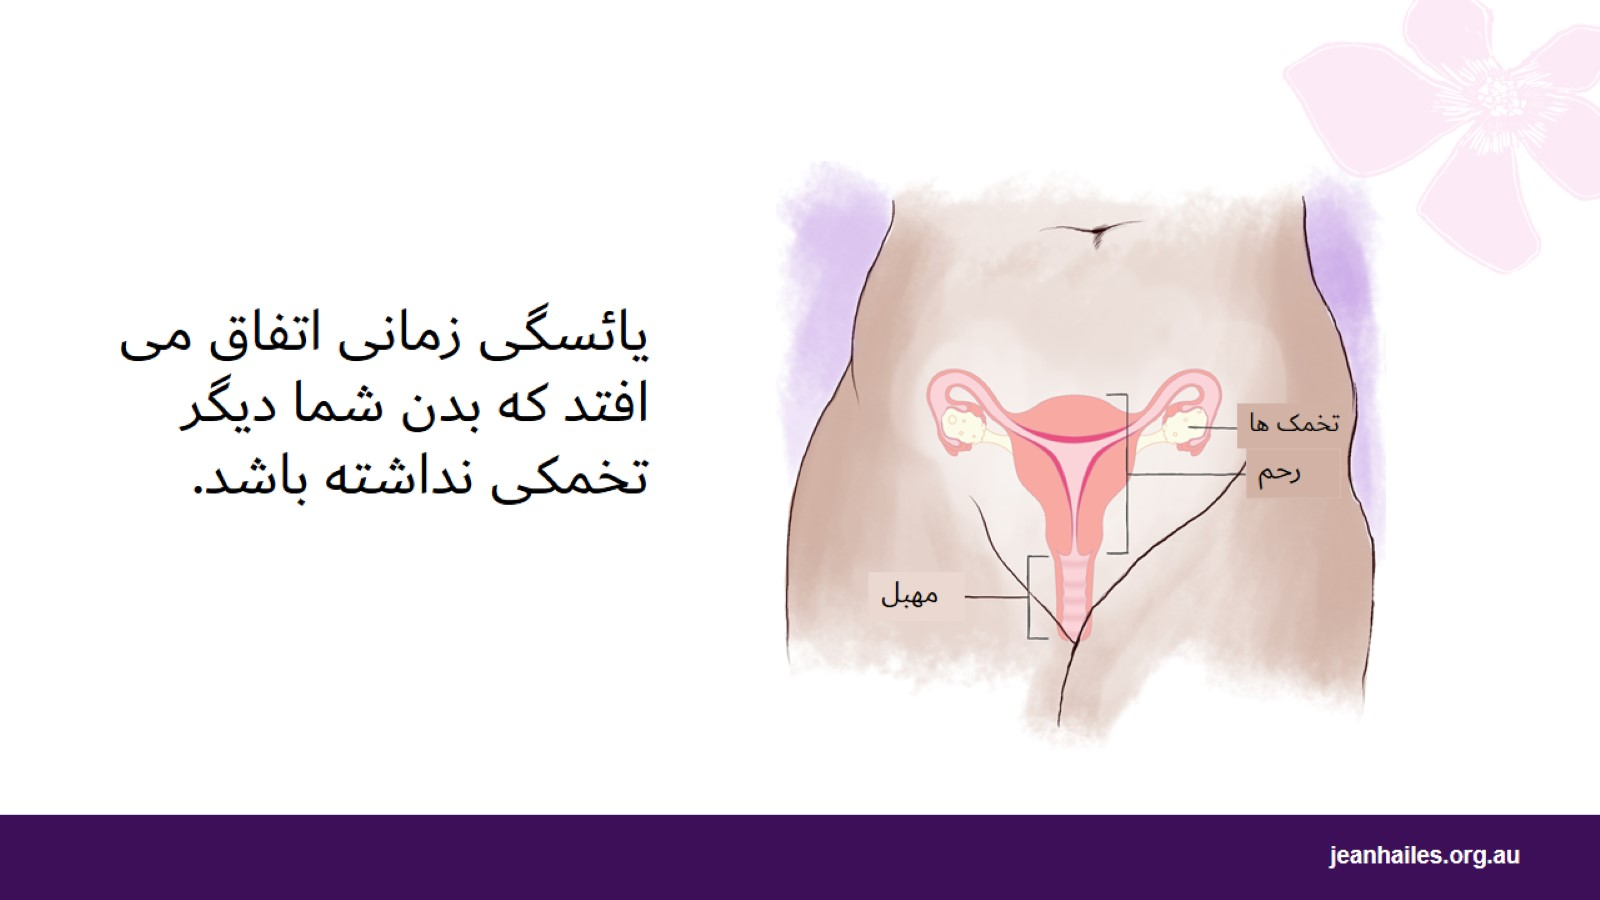 یائسگی زمانی اتفاق می
افتد که بدن شما دیگر
تخمکی نداشته باشد.
تخمک ها
رحم
مهبل
jeanhailes.org.au